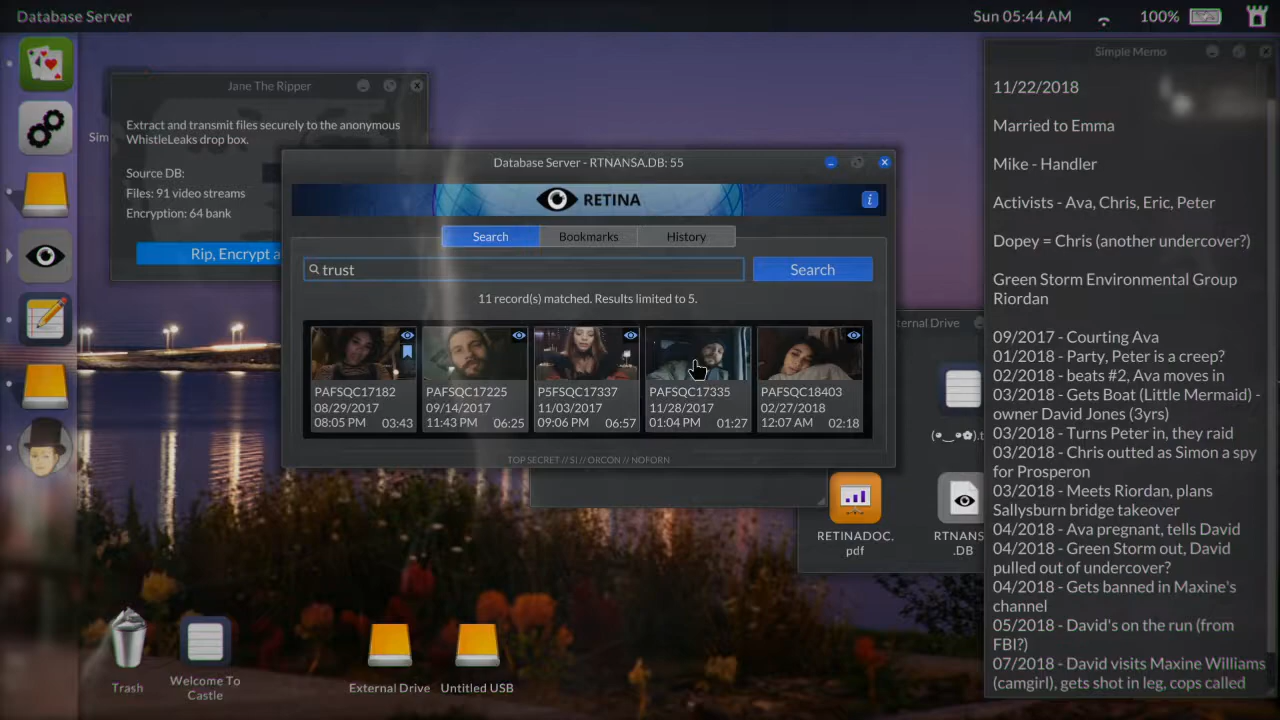 Database Server
Sun 05:44 AM
100%
Jane The Ripper
Extract and transmit files securely to the anonymous
WhistleLeaks drop box.
Source DB:
Files: 91 video streams
Encryption: 64 bank
Rip, Encrypt a
Sim
Database Server - RTNANSA.DB: 55
RETINA
i
Search
Bookmarks
History
trust
Search
11 record(s) matched. Results limited to 5.
PAFSQC17182
08/29/2017
08:05 PM 03:43
PAFSQC17225
09/14/2017
11:43 PM 06:25
P5FSQC17337
11/03/2017
09:06 PM 06:57
PAFSQC17335
11/28/2017
01:04 PM 01:27
PAFSQC18403
02/27/2018
12:07 AM 02:18
TOP SECRET // SI // ORCON // NOFORN
ternal Drive
(•‿•✿).t
RETINADOC.
pdf
RTNANS
.DB
Trash
Welcome To
Castle
External Drive
Untitled USB
Simple Memo
11/22/2018
Married to Emma
Mike - Handler
Activists - Ava, Chris, Eric, Peter
Dopey = Chris (another undercover?)
Green Storm Environmental Group
Riordan
09/2017 - Courting Ava
01/2018 - Party, Peter is a creep?
02/2018 - beats #2, Ava moves in
03/2018 - Gets Boat (Little Mermaid) -
owner David Jones (3yrs)
03/2018 - Turns Peter in, they raid
03/2018 - Chris outted as Simon a spy
for Prosperon
03/2018 - Meets Riordan, plans
Sallysburn bridge takeover
04/2018 - Ava pregnant, tells David
04/2018 - Green Storm out, David
pulled out of undercover?
04/2018 - Gets banned in Maxine's
channel
05/2018 - David's on the run (from
FBI?)
07/2018 - David visits Maxine Williams
(camgirl), gets shot in leg, cops called